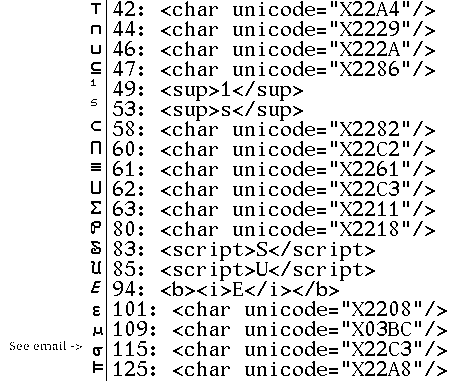 ⊤ 42: <char unicode="X22A4"/>
∩ 44: <char unicode="X2229"/>
∪ 46: <char unicode="X222A"/>
⊆ 47: <char unicode="X2286"/>
1 49: <sup>1</sup>
s 53: <sup>s</sup>
⊂ 58: <char unicode="X2282"/>
⋂ 60: <char unicode="X22C2"/>
≡ 61: <char unicode="X2261"/>
⋃ 62: <char unicode="X22C3"/>
Σ 63: <char unicode="X2211"/>
℘ 80: <char unicode="X2218"/>
S 83: <script>S</script>
U 85: <script>U</script>
E 94: <b><i>E</i></b>
ε 101: <char unicode="X2208"/>
μ 109: <char unicode="X03BC"/>
See email -> σ 115: <char unicode="X22C3"/>
⊨ 125: <char unicode="X22A8"/>